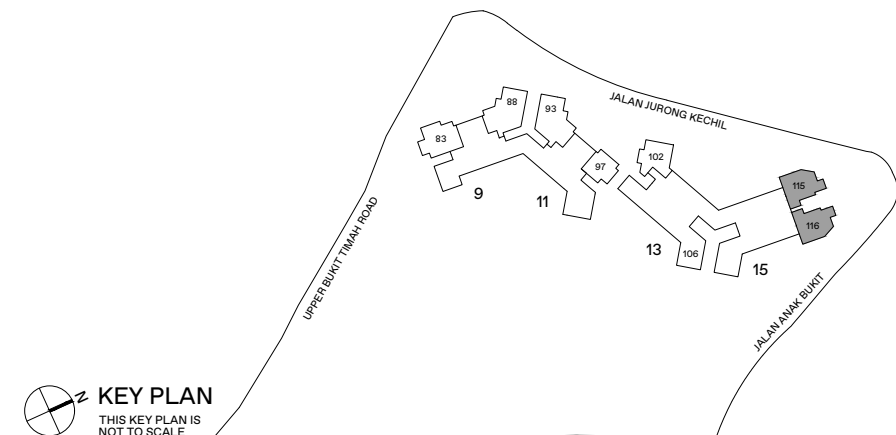 JALAN JURONG KECHIL
88
93
83
102
97
115
116
9
11
13
106
15
UPPER BUKIT TIMAH ROAD
JALAN ANAK BUKIT
N
KEY PLAN
THIS KEY PLAN IS
NOT TO SCALE